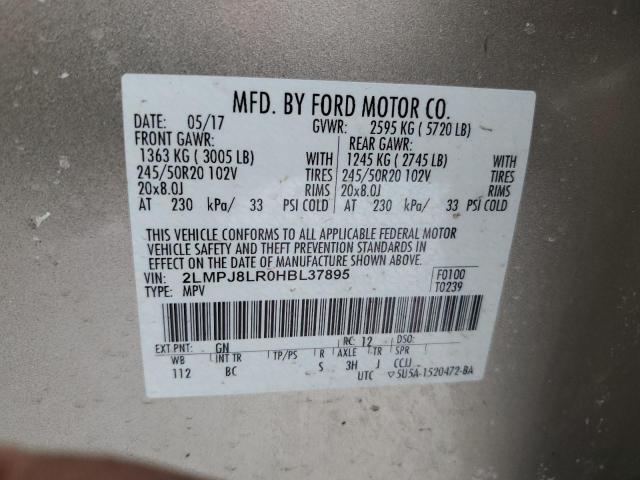 MFD. BY FORD MOTOR CO.
DATE: 05/17 GVWR: 2595 KG ( 5720 LB)
FRONT GAWR: REAR GAWR:
1363 KG ( 3005 LB) WITH 1245 KG ( 2745 LB) WITH
245/50R20 102V TIRES 245/50R20 102V TIRES
20x8.0J RIMS 20x8.0J RIMS
AT 230 kPa/ 33 PSI COLD AT 230 kPa/ 33 PSI COLD
THIS VEHICLE CONFORMS TO ALL APPLICABLE FEDERAL MOTOR
VEHICLE SAFETY AND THEFT PREVENTION STANDARDS IN
EFFECT ON THE DATE OF MANUFACTURE SHOWN ABOVE.
VIN: 2LMPJ8LR0HBL37895 F0100
TYPE: MPV T0239
EXT PNT: GN RC: 12 DSO:
WB INT TR TP/PS R AXLE TR SPR
112 BC S 3H J CCJJ
UTC ▽5U5A-1520472-BA